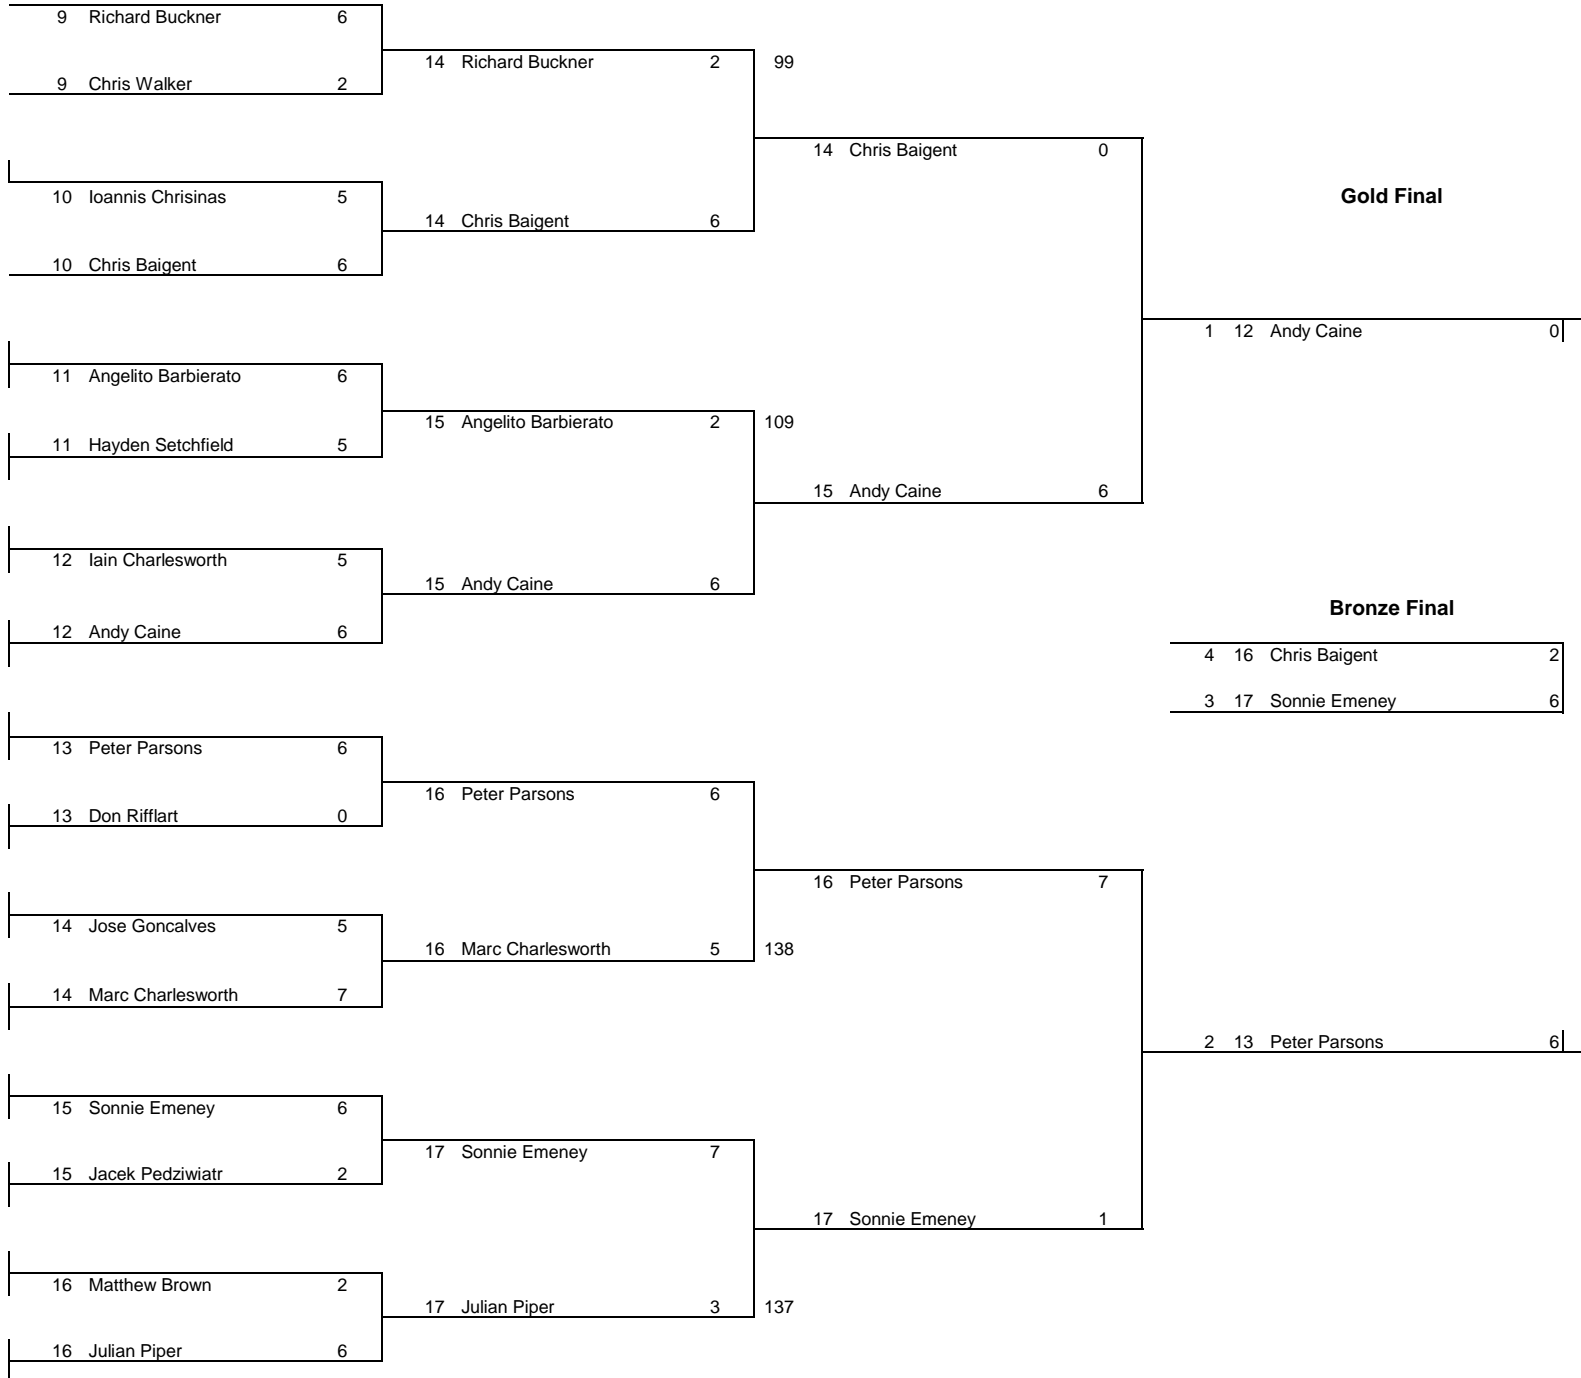 9 Richard Buckner 6
14 Richard Buckner 2 99
9 Chris Walker 2
14 Chris Baigent 0
10 Ioannis Chrisinas 5
Gold Final
14 Chris Baigent 6
10 Chris Baigent 6
1 12 Andy Caine 0
11 Angelito Barbierato 6
15 Angelito Barbierato 2 109
11 Hayden Setchfield 5
15 Andy Caine 6
12 Iain Charlesworth 5
15 Andy Caine 6
Bronze Final
12 Andy Caine 6
4 16 Chris Baigent 2
3 17 Sonnie Emeney 6
13 Peter Parsons 6
16 Peter Parsons 6
13 Don Rifflart 0
16 Peter Parsons 7
14 Jose Goncalves 5
16 Marc Charlesworth 5 138
14 Marc Charlesworth 7
2 13 Peter Parsons 6
15 Sonnie Emeney 6
17 Sonnie Emeney 7
15 Jacek Pedziwiatr 2
17 Sonnie Emeney 1
16 Matthew Brown 2
17 Julian Piper 3 137
16 Julian Piper 6